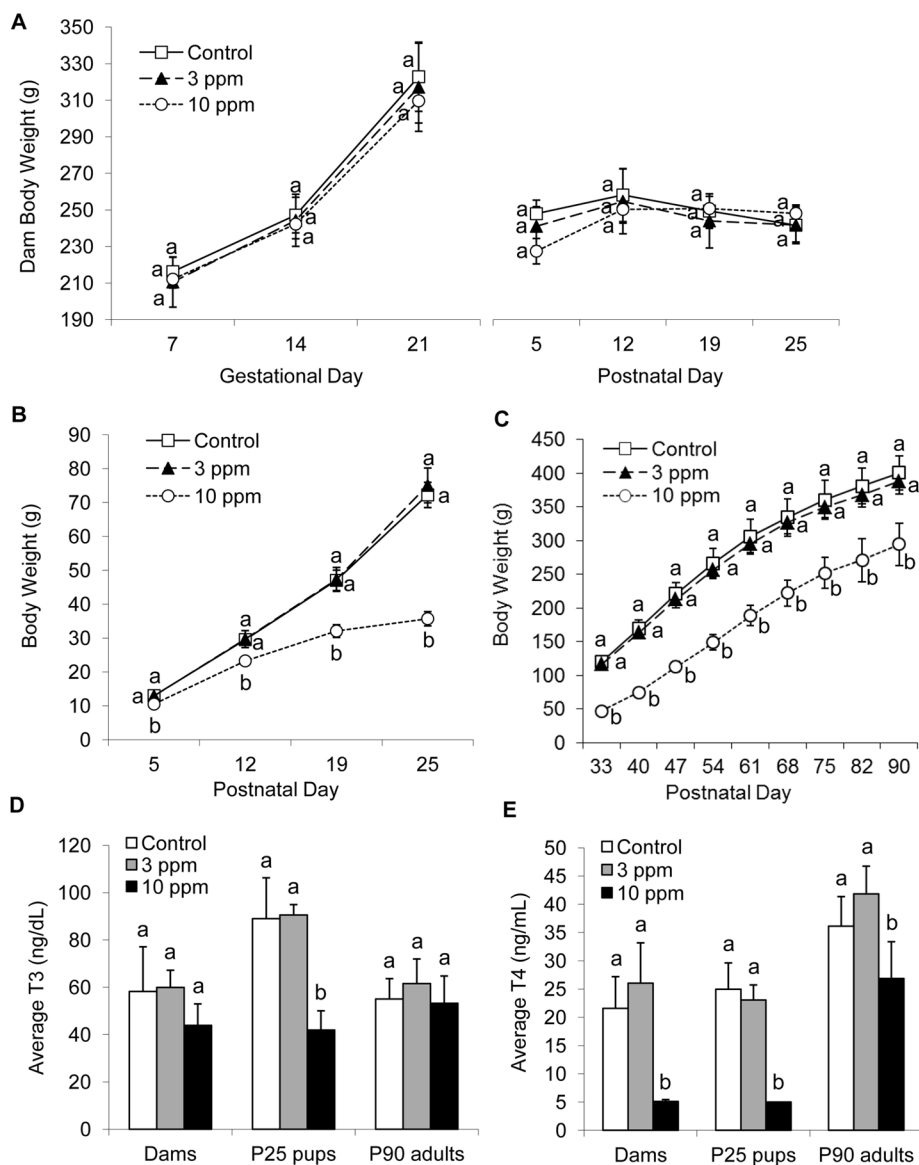 A
Dam Body Weight (g)
350
330
310
290
270
250
230
210
190
Control
3 ppm
10 ppm
a a a
a a a
a a a
a a a a
a a a a
a a a a
7 14 21
Gestational Day
5 12 19 25
Postnatal Day
B
Body Weight (g)
90
80
70
60
50
40
30
20
10
0
Control
3 ppm
10 ppm
a a a a
a a a a
b b b b
5 12 19 25
Postnatal Day
C
Body Weight (g)
450
400
350
300
250
200
150
100
50
0
Control
3 ppm
10 ppm
a a a a a a a a a
a a a a a a a a a
b b b b b b b b b
33 40 47 54 61 68 75 82 90
Postnatal Day
D
Average T3 (ng/dL)
120
100
80
60
40
20
0
Control
3 ppm
10 ppm
a a a a a b a a a
Dams P25 pups P90 adults
E
Average T4 (ng/mL)
50
45
40
35
30
25
20
15
10
5
0
Control
3 ppm
10 ppm
a a b a a b a a b
Dams P25 pups P90 adults